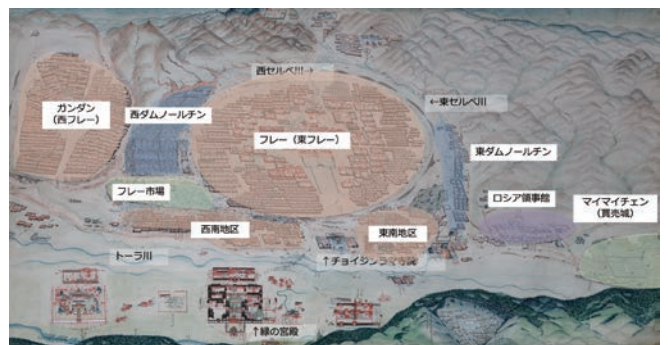 西セルベ川→
ガンダン
（西フレー）
西ダムノールチン
←東セルベ川
フレー（東フレー）
東ダムノールチン
フレー市場
ロシア領事館
マイマイチェン
（買売城）
西南地区
東南地区
トーラ川
↑チョイジンラマ寺院
↑緑の宮殿